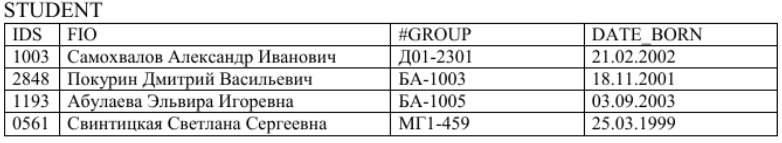 STUDENT
IDS FIO #GROUP DATE_BORN
1003 Самохвалов Александр Иванович Д01-2301 21.02.2002
2848 Покурин Дмитрий Васильевич БА-1003 18.11.2001
1193 Абулаева Эльвира Игоревна БА-1005 03.09.2003
0561 Свинтицкая Светлана Сергеевна МГ1-459 25.03.1999